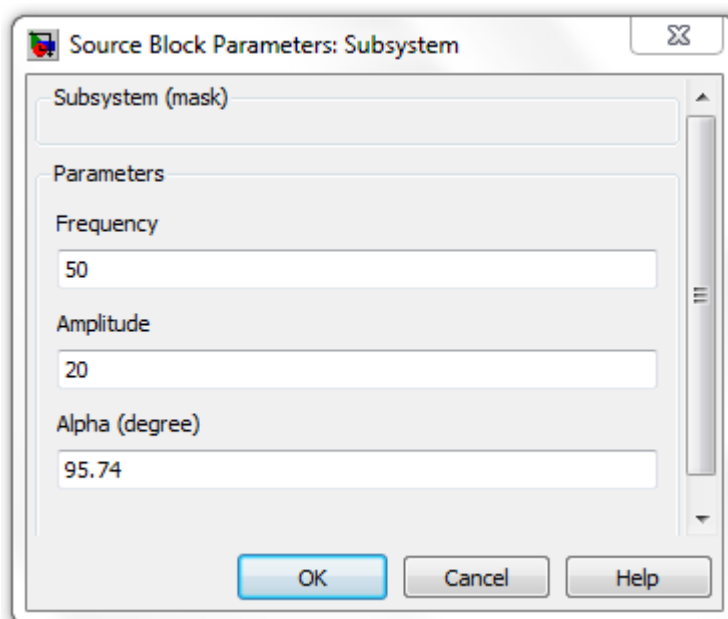 Source Block Parameters: Subsystem
Subsystem (mask)
Parameters
Frequency
50
Amplitude
20
Alpha (degree)
95.74
OK Cancel Help